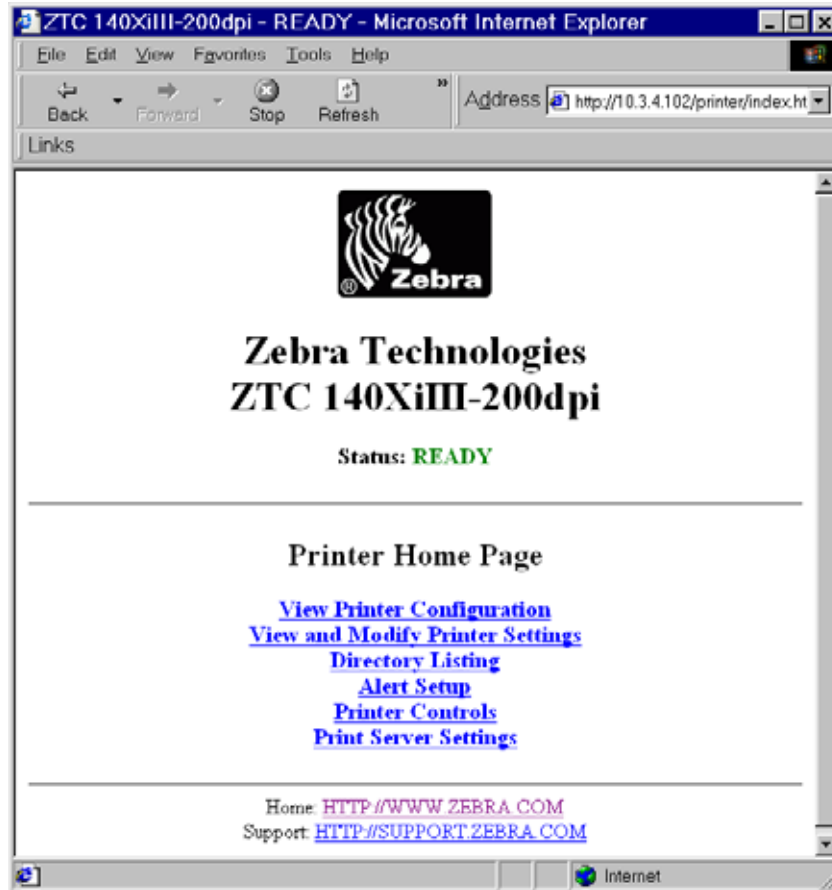 ZTC 140XiIII-200dpi - READY - Microsoft Internet Explorer
File Edit View Favorites Tools Help
Back Forward Stop Refresh » Address http://10.3.4.102/printer/index.ht
Links
Zebra
®
Zebra Technologies
ZTC 140XiIII-200dpi
Status: READY
Printer Home Page
View Printer Configuration
View and Modify Printer Settings
Directory Listing
Alert Setup
Printer Controls
Print Server Settings
Home: HTTP://WWW.ZEBRA.COM
Support: HTTP://SUPPORT.ZEBRA.COM
Internet